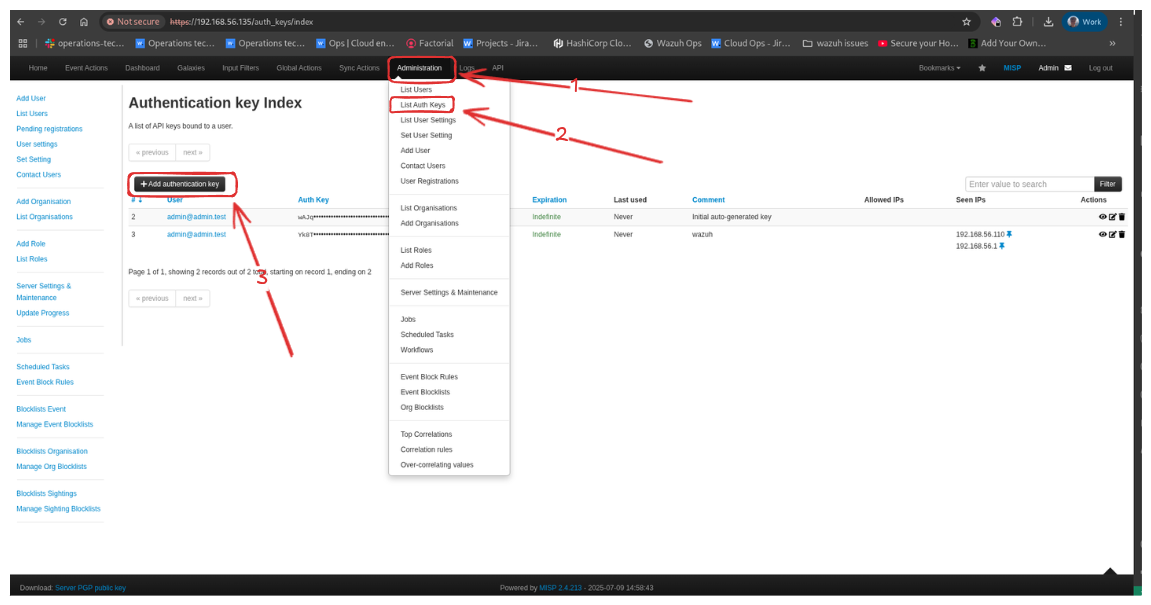 Not secure https://192.168.56.135/auth_keys/index Work
operations-tec... Operations tec... Operations tec... Ops | Cloud en... Factorial Projects - Jira... HashiCorp Clo... Wazuh Ops Cloud Ops - Jir... wazuh issues Secure your Ho... Add Your Own... »
Home Event Actions Dashboard Galaxies Input Filters Global Actions Sync Actions Administration Logs API Bookmarks MISP Admin Log out
Add User
List Users
Pending registrations
User settings
Set Setting
Contact Users
Add Organisation
List Organisations
Add Role
List Roles
Server Settings &
Maintenance
Update Progress
Jobs
Scheduled Tasks
Event Block Rules
Blocklists Event
Manage Event Blocklists
Blocklists Organisation
Manage Org Blocklists
Blocklists Sightings
Manage Sighting Blocklists
Authentication key Index
A list of API keys bound to a user.
« previous next »
+ Add authentication key
Enter value to search Filter
# ↓ User Auth Key Expiration Last used Comment Allowed IPs Seen IPs Actions
2 admin@admin.test Indefinite Never Initial auto-generated key
3 admin@admin.test Indefinite Never wazuh 192.168.56.110
192.168.56.1
Page 1 of 1, showing 2 records out of 2 total, starting on record 1, ending on 2
« previous next »
List Users
List Auth Keys
List User Settings
Set User Setting
Add User
Contact Users
User Registrations
List Organisations
Add Organisations
List Roles
Add Roles
Server Settings & Maintenance
Jobs
Scheduled Tasks
Workflows
Event Block Rules
Event Blocklists
Org Blocklists
Top Correlations
Correlation rules
Over-correlating values
1
2
3
Download: Server PGP public key Powered by MISP 2.4.213 - 2025-07-09 14:58:43